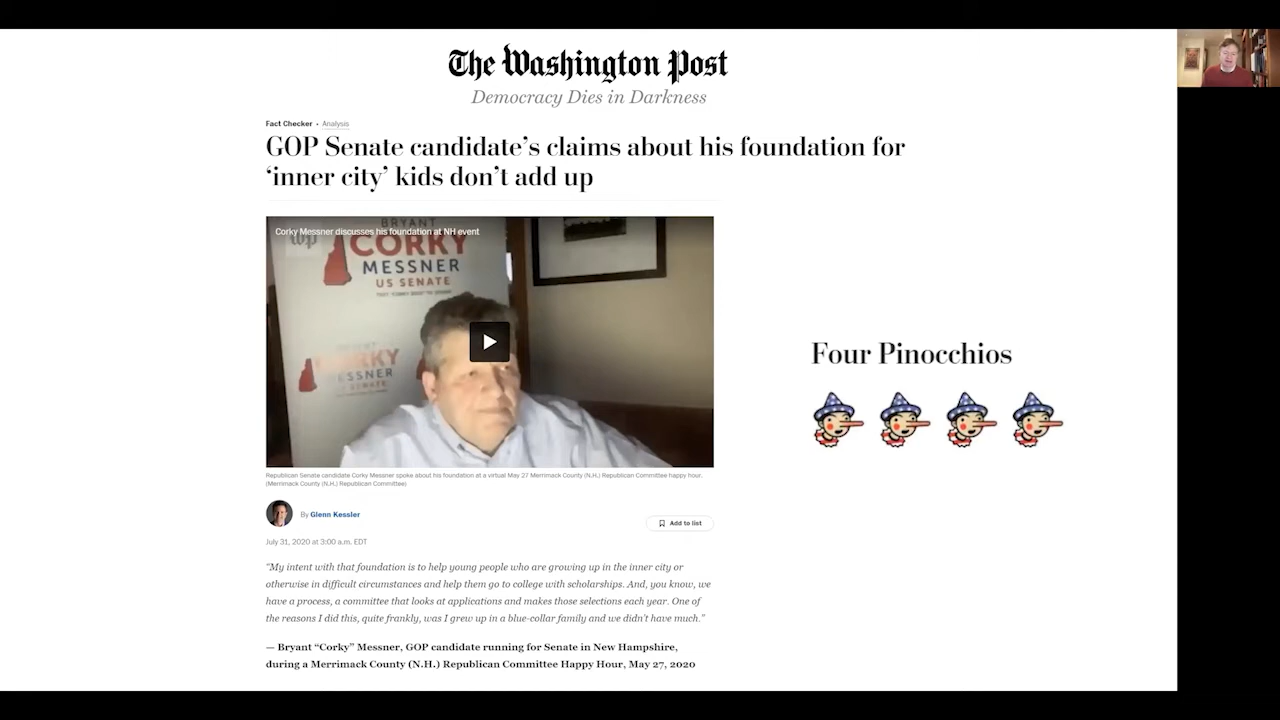 The Washington Post
Democracy Dies in Darkness
Fact Checker • Analysis
GOP Senate candidate's claims about his foundation for
'inner city' kids don't add up
Corky Messner discusses his foundation at NH event
wp
BRYANT
CORKY
MESSNER
US SENATE
CORKY
ESSNER
Republican Senate candidate Corky Messner spoke about his foundation at a virtual May 27 Merrimack County (N.H.) Republican Committee happy hour.
(Merrimack County (N.H.) Republican Committee)
By Glenn Kessler
Add to list
July 31, 2020 at 3:00 a.m. EDT
"My intent with that foundation is to help young people who are growing up in the inner city or
otherwise in difficult circumstances and help them go to college with scholarships. And, you know, we
have a process, a committee that looks at applications and makes those selections each year. One of
the reasons I did this, quite frankly, was I grew up in a blue-collar family and we didn't have much."
— Bryant "Corky" Messner, GOP candidate running for Senate in New Hampshire,
during a Merrimack County (N.H.) Republican Committee Happy Hour, May 27, 2020
Four Pinocchios